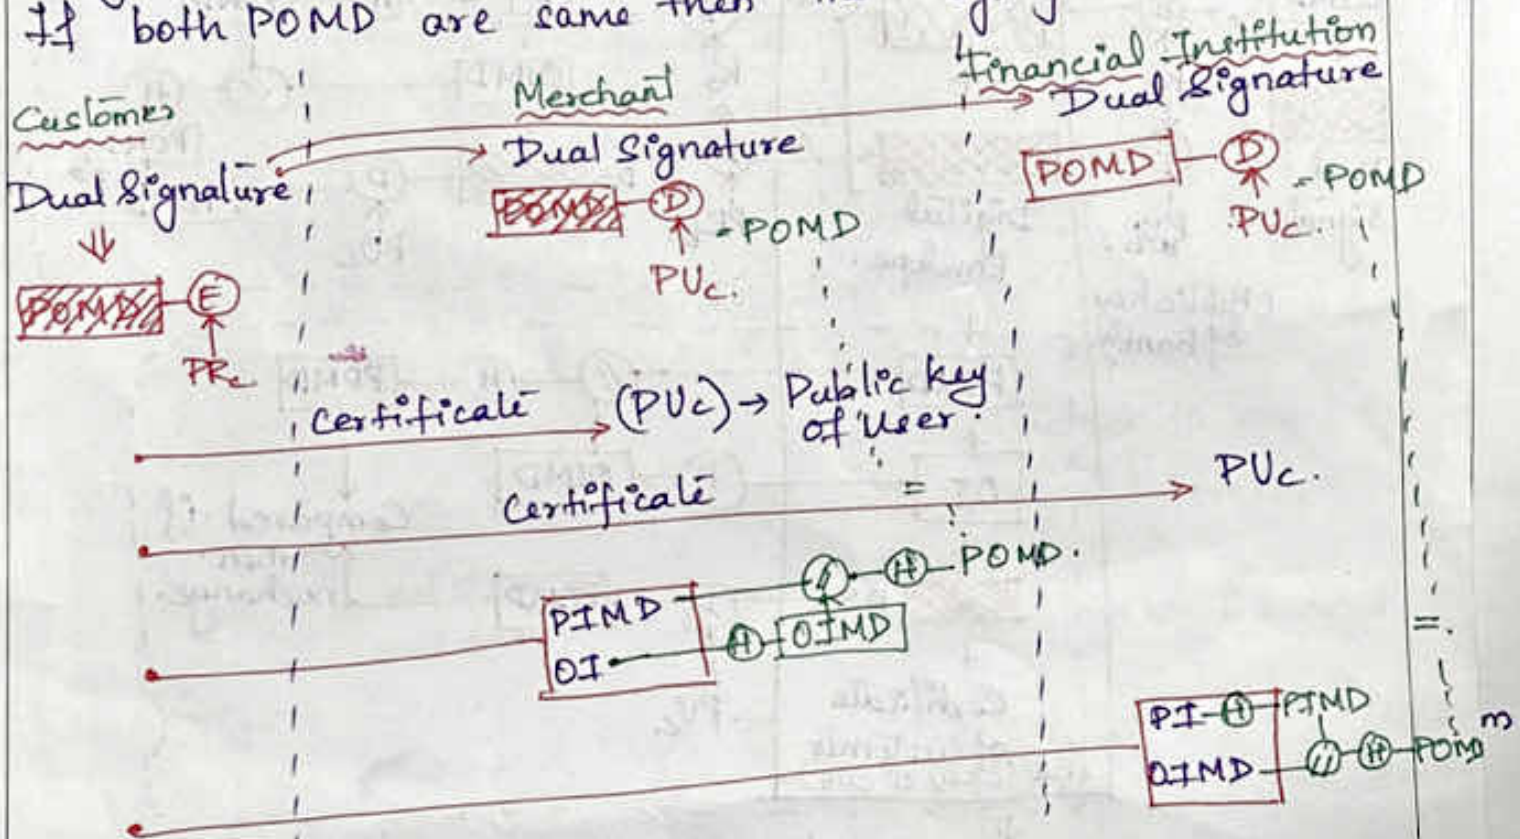 If both POMD are same then
Financial Institution
Customer
Merchant
Dual Signature
Dual Signature
Dual Signature
POMD D
POMD D - POMD
- POMD
PUc.
PUc.
POMD E
PRc
Certificate (PUc) → Public key
of User.
Certificate = PUc.
PIMD || H POMD.
OI H OIMD
=.
PI H PIMD
OIMD || H POMD
m